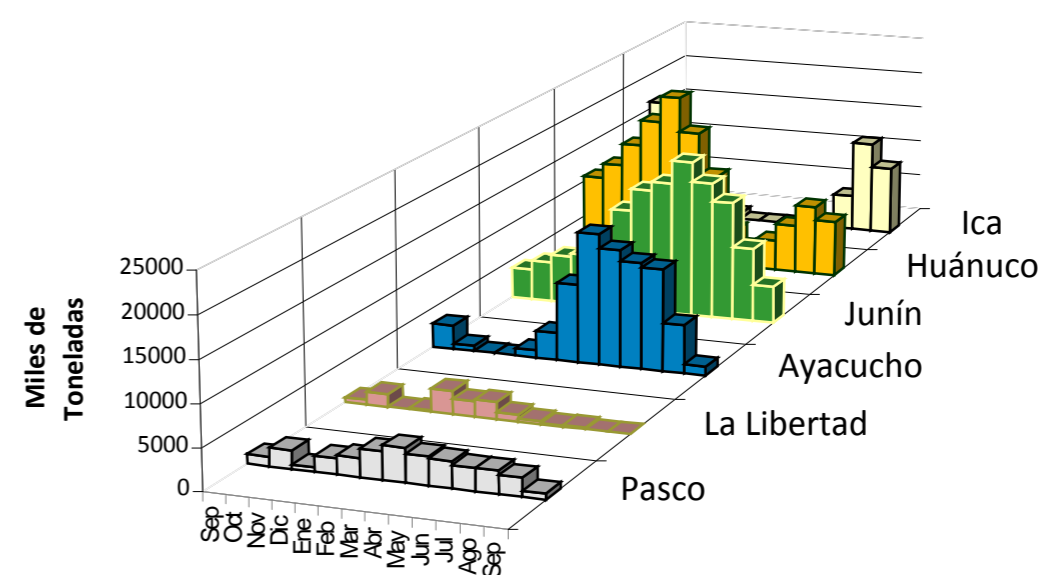 Miles de
Toneladas
25000
20000
15000
10000
5000
0
Sep
Oct
Nov
Dic
Ene
Feb
Mar
Abr
May
Jun
Jul
Ago
Sep
Ica
Huánuco
Junín
Ayacucho
La Libertad
Pasco